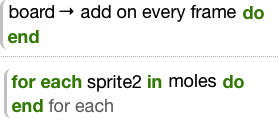 board → add on every frame do
end
for each sprite2 in moles do
end for each